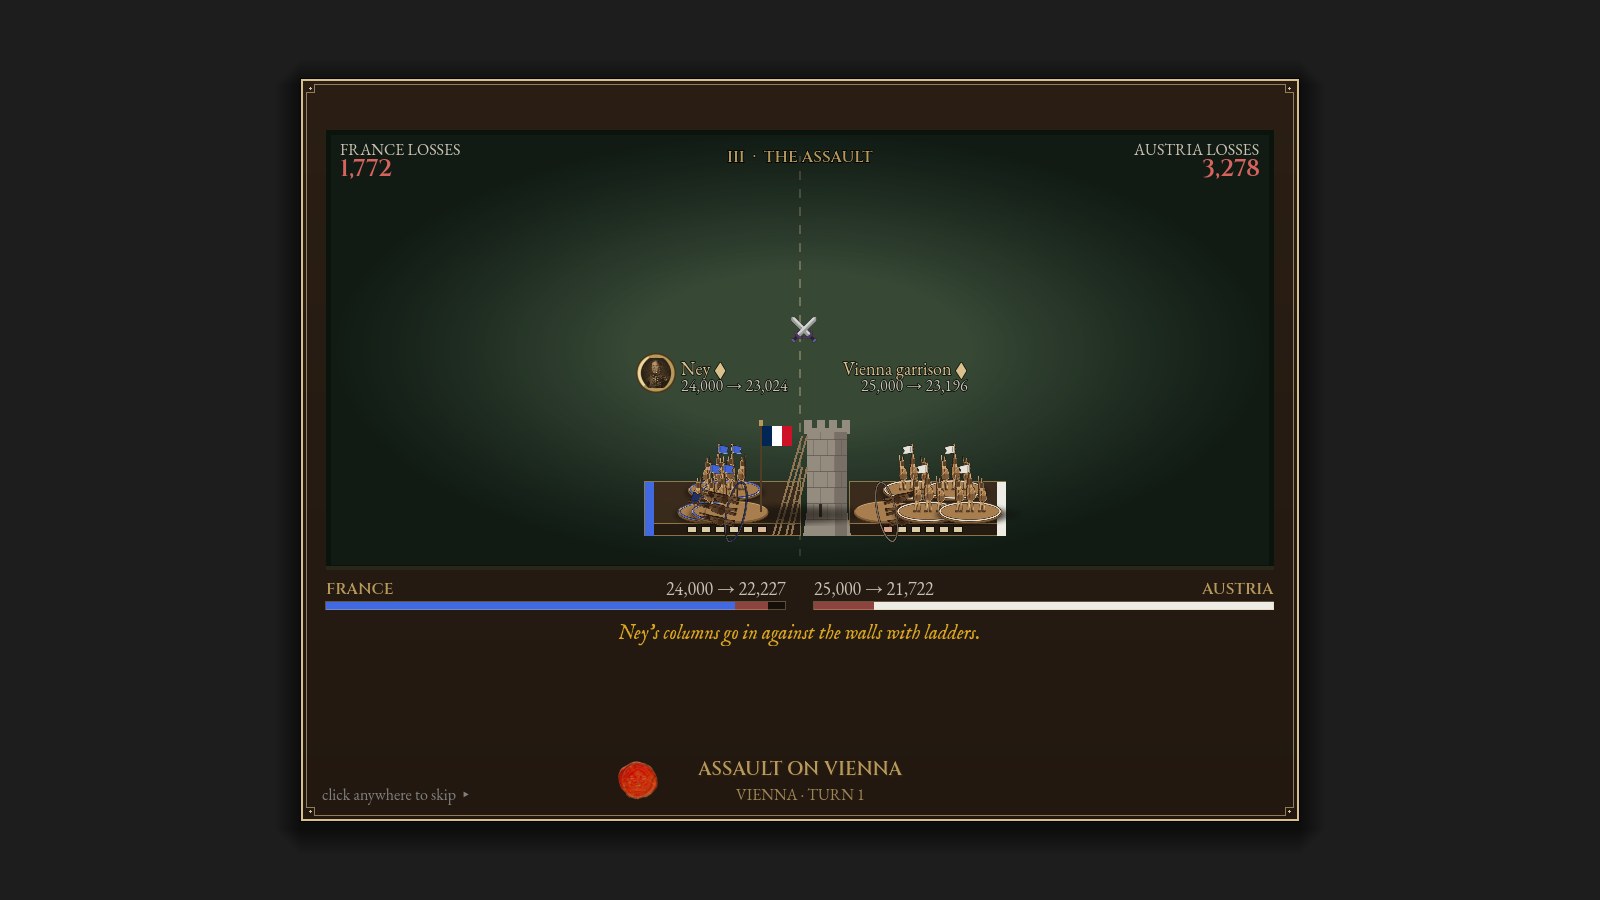 FRANCE LOSSES
1,772
III · THE ASSAULT
AUSTRIA LOSSES
3,278
Ney
24,000 → 23,024
Vienna garrison
25,000 → 23,196
FRANCE
24,000 → 22,227
25,000 → 21,722
AUSTRIA
Ney's columns go in against the walls with ladders.
ASSAULT ON VIENNA
VIENNA · TURN 1
click anywhere to skip ▸